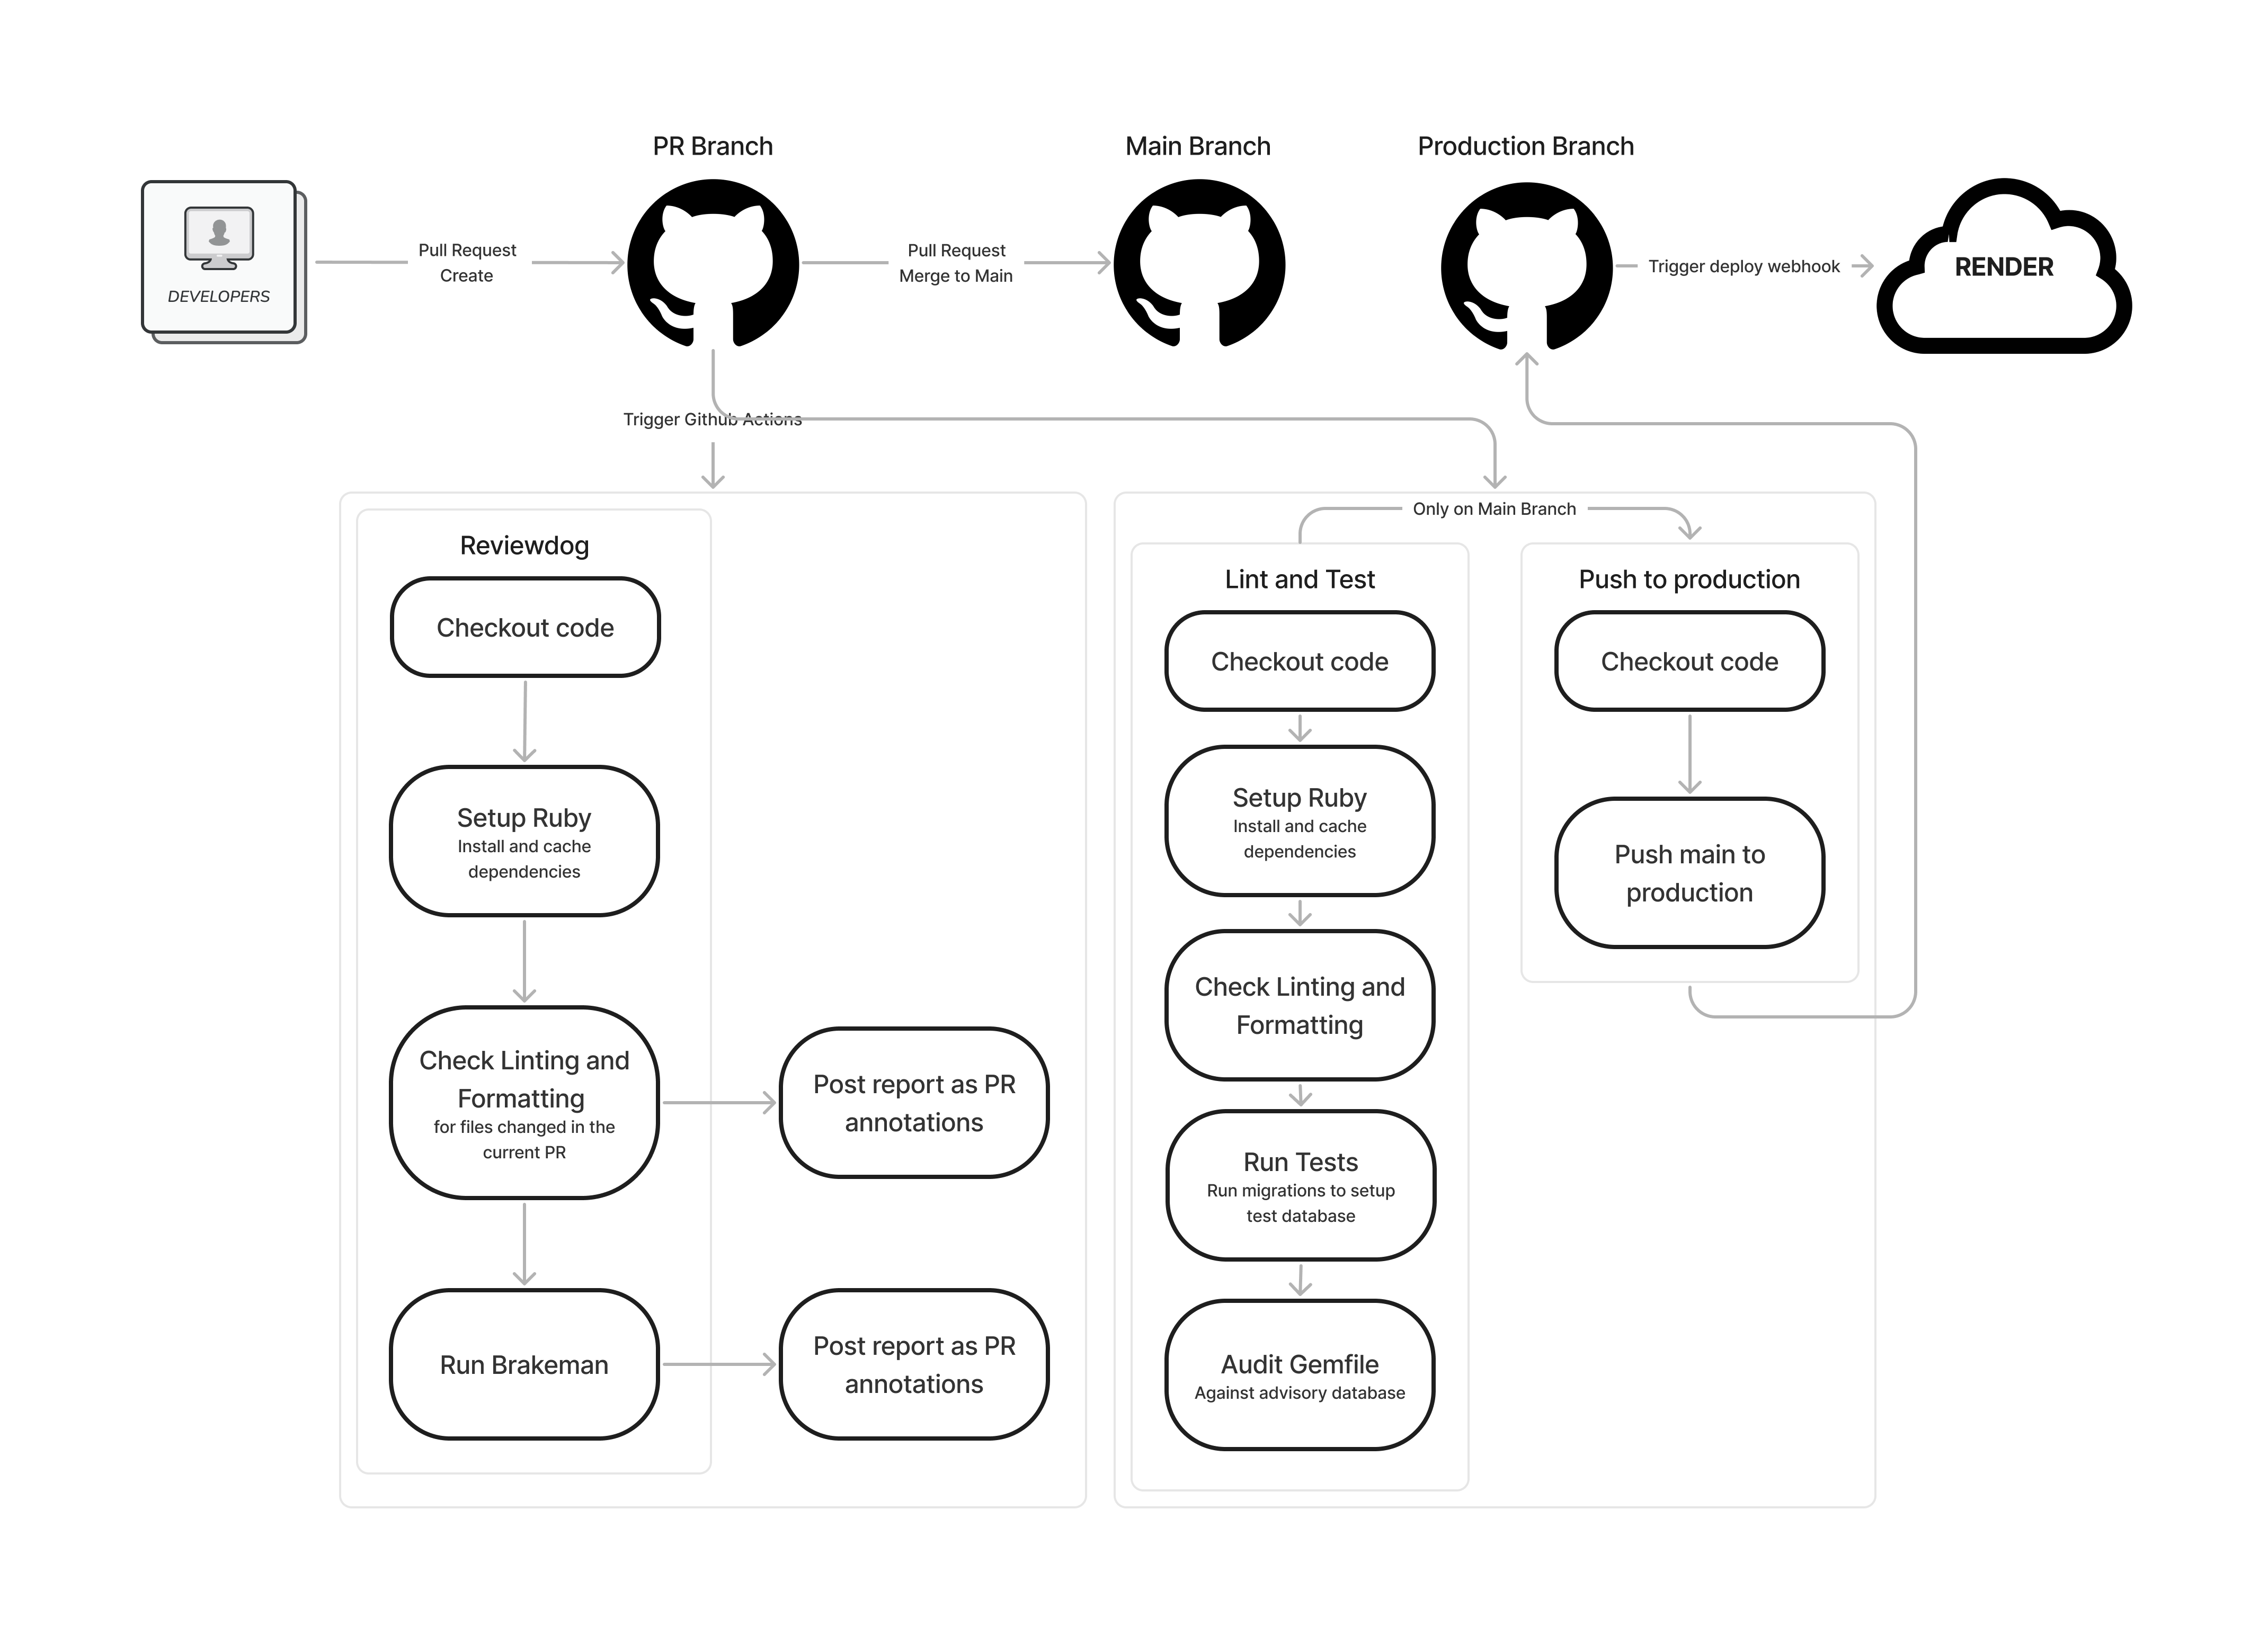 PR Branch
Main Branch
Production Branch
DEVELOPERS
Pull Request
Create
Pull Request
Merge to Main
Trigger deploy webhook
RENDER
Trigger Github Actions
Only on Main Branch
Reviewdog
Checkout code
Setup Ruby
Install and cache
dependencies
Check Linting and
Formatting
for files changed in the
current PR
Post report as PR
annotations
Run Brakeman
Post report as PR
annotations
Lint and Test
Checkout code
Setup Ruby
Install and cache
dependencies
Check Linting and
Formatting
Run Tests
Run migrations to setup
test database
Audit Gemfile
Against advisory database
Push to production
Checkout code
Push main to
production